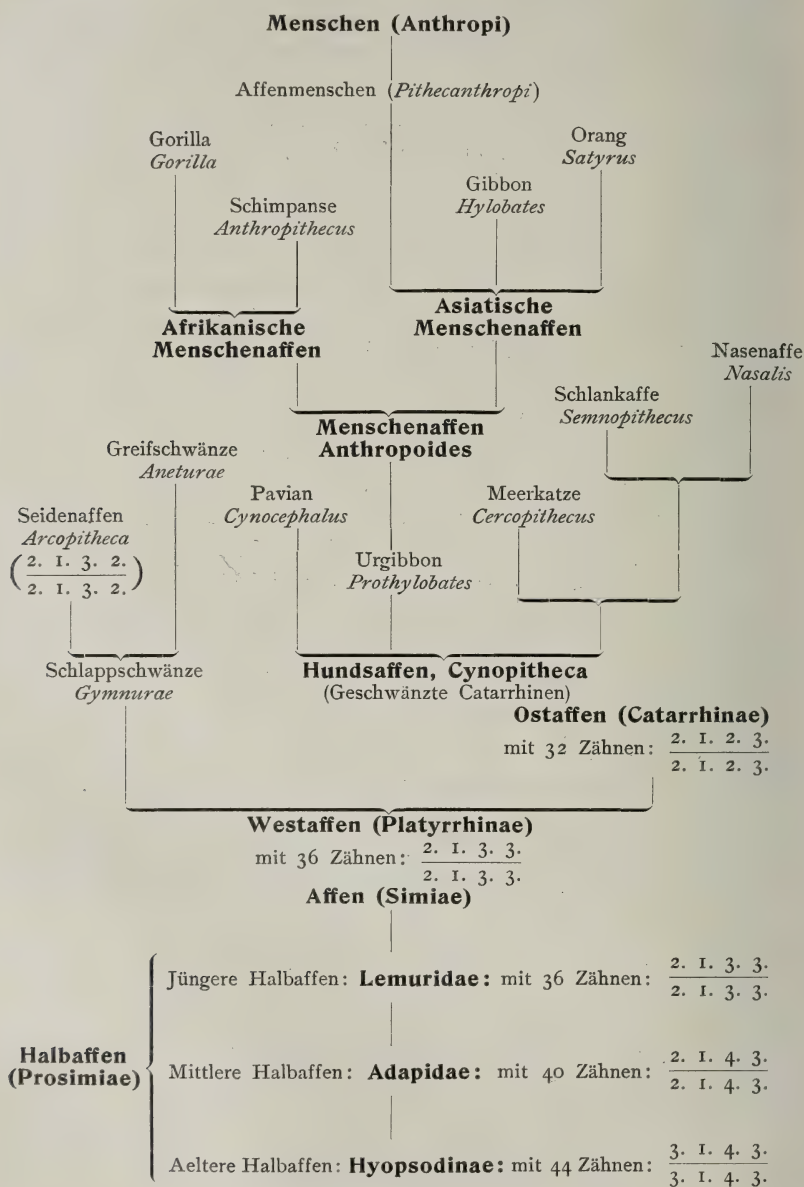 Menschen (Anthropi)
Affenmenschen (Pithecanthropi)
Gorilla
Gorilla
Orang
Satyrus
Schimpanse
Anthropithecus
Gibbon
Hylobates
Afrikanische
Menschenaffen
Asiatische
Menschenaffen
Nasenaffe
Nasalis
Schlankaffe
Semnopithecus
Menschenaffen
Anthropoides
Greifschwänze
Aneturae
Pavian
Cynocephalus
Meerkatze
Cercopithecus
Seidenaffen
Arcopitheca
(2. 1. 3. 2.
2. 1. 3. 2.)
Urgibbon
Prothylobates
Schlappschwänze
Gymnurae
Hundsaffen, Cynopitheca
(Geschwänzte Catarrhinen)
Ostaffen (Catarrhinae)
mit 32 Zähnen: 2. 1. 2. 3.
2. 1. 2. 3.
Westaffen (Platyrrhinae)
mit 36 Zähnen: 2. 1. 3. 3.
2. 1. 3. 3.
Affen (Simiae)
Halbaffen
(Prosimiae)
Jüngere Halbaffen: Lemuridae: mit 36 Zähnen: 2. 1. 3. 3.
2. 1. 3. 3.
Mittlere Halbaffen: Adapidae: mit 40 Zähnen: 2. 1. 4. 3.
2. 1. 4. 3.
Aeltere Halbaffen: Hyopsodinae: mit 44 Zähnen: 3. 1. 4. 3.
3. 1. 4. 3.